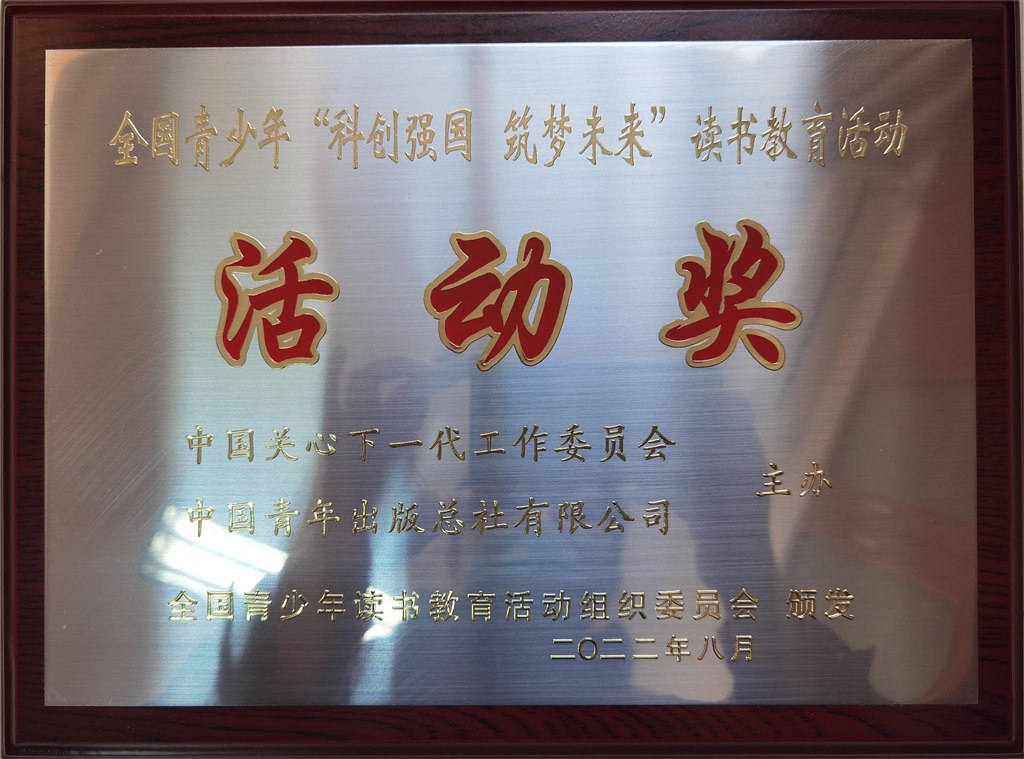 全国青少年“科创强国 筑梦未来”读书教育活动
活动奖
中国关心下一代工作委员会
中国青年出版总社有限公司
主办
全国青少年读书教育活动组织委员会 颁发
二〇二二年八月